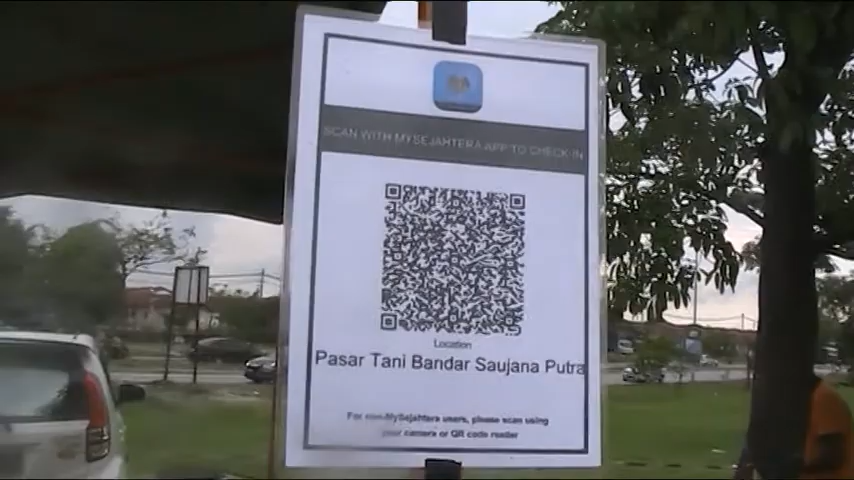 SCAN WITH MYSEJAHTERA APP TO CHECK-IN
Location
Pasar Tani Bandar Saujana Putra
For non-MySejahtera users, please scan using
your camera or QR code reader